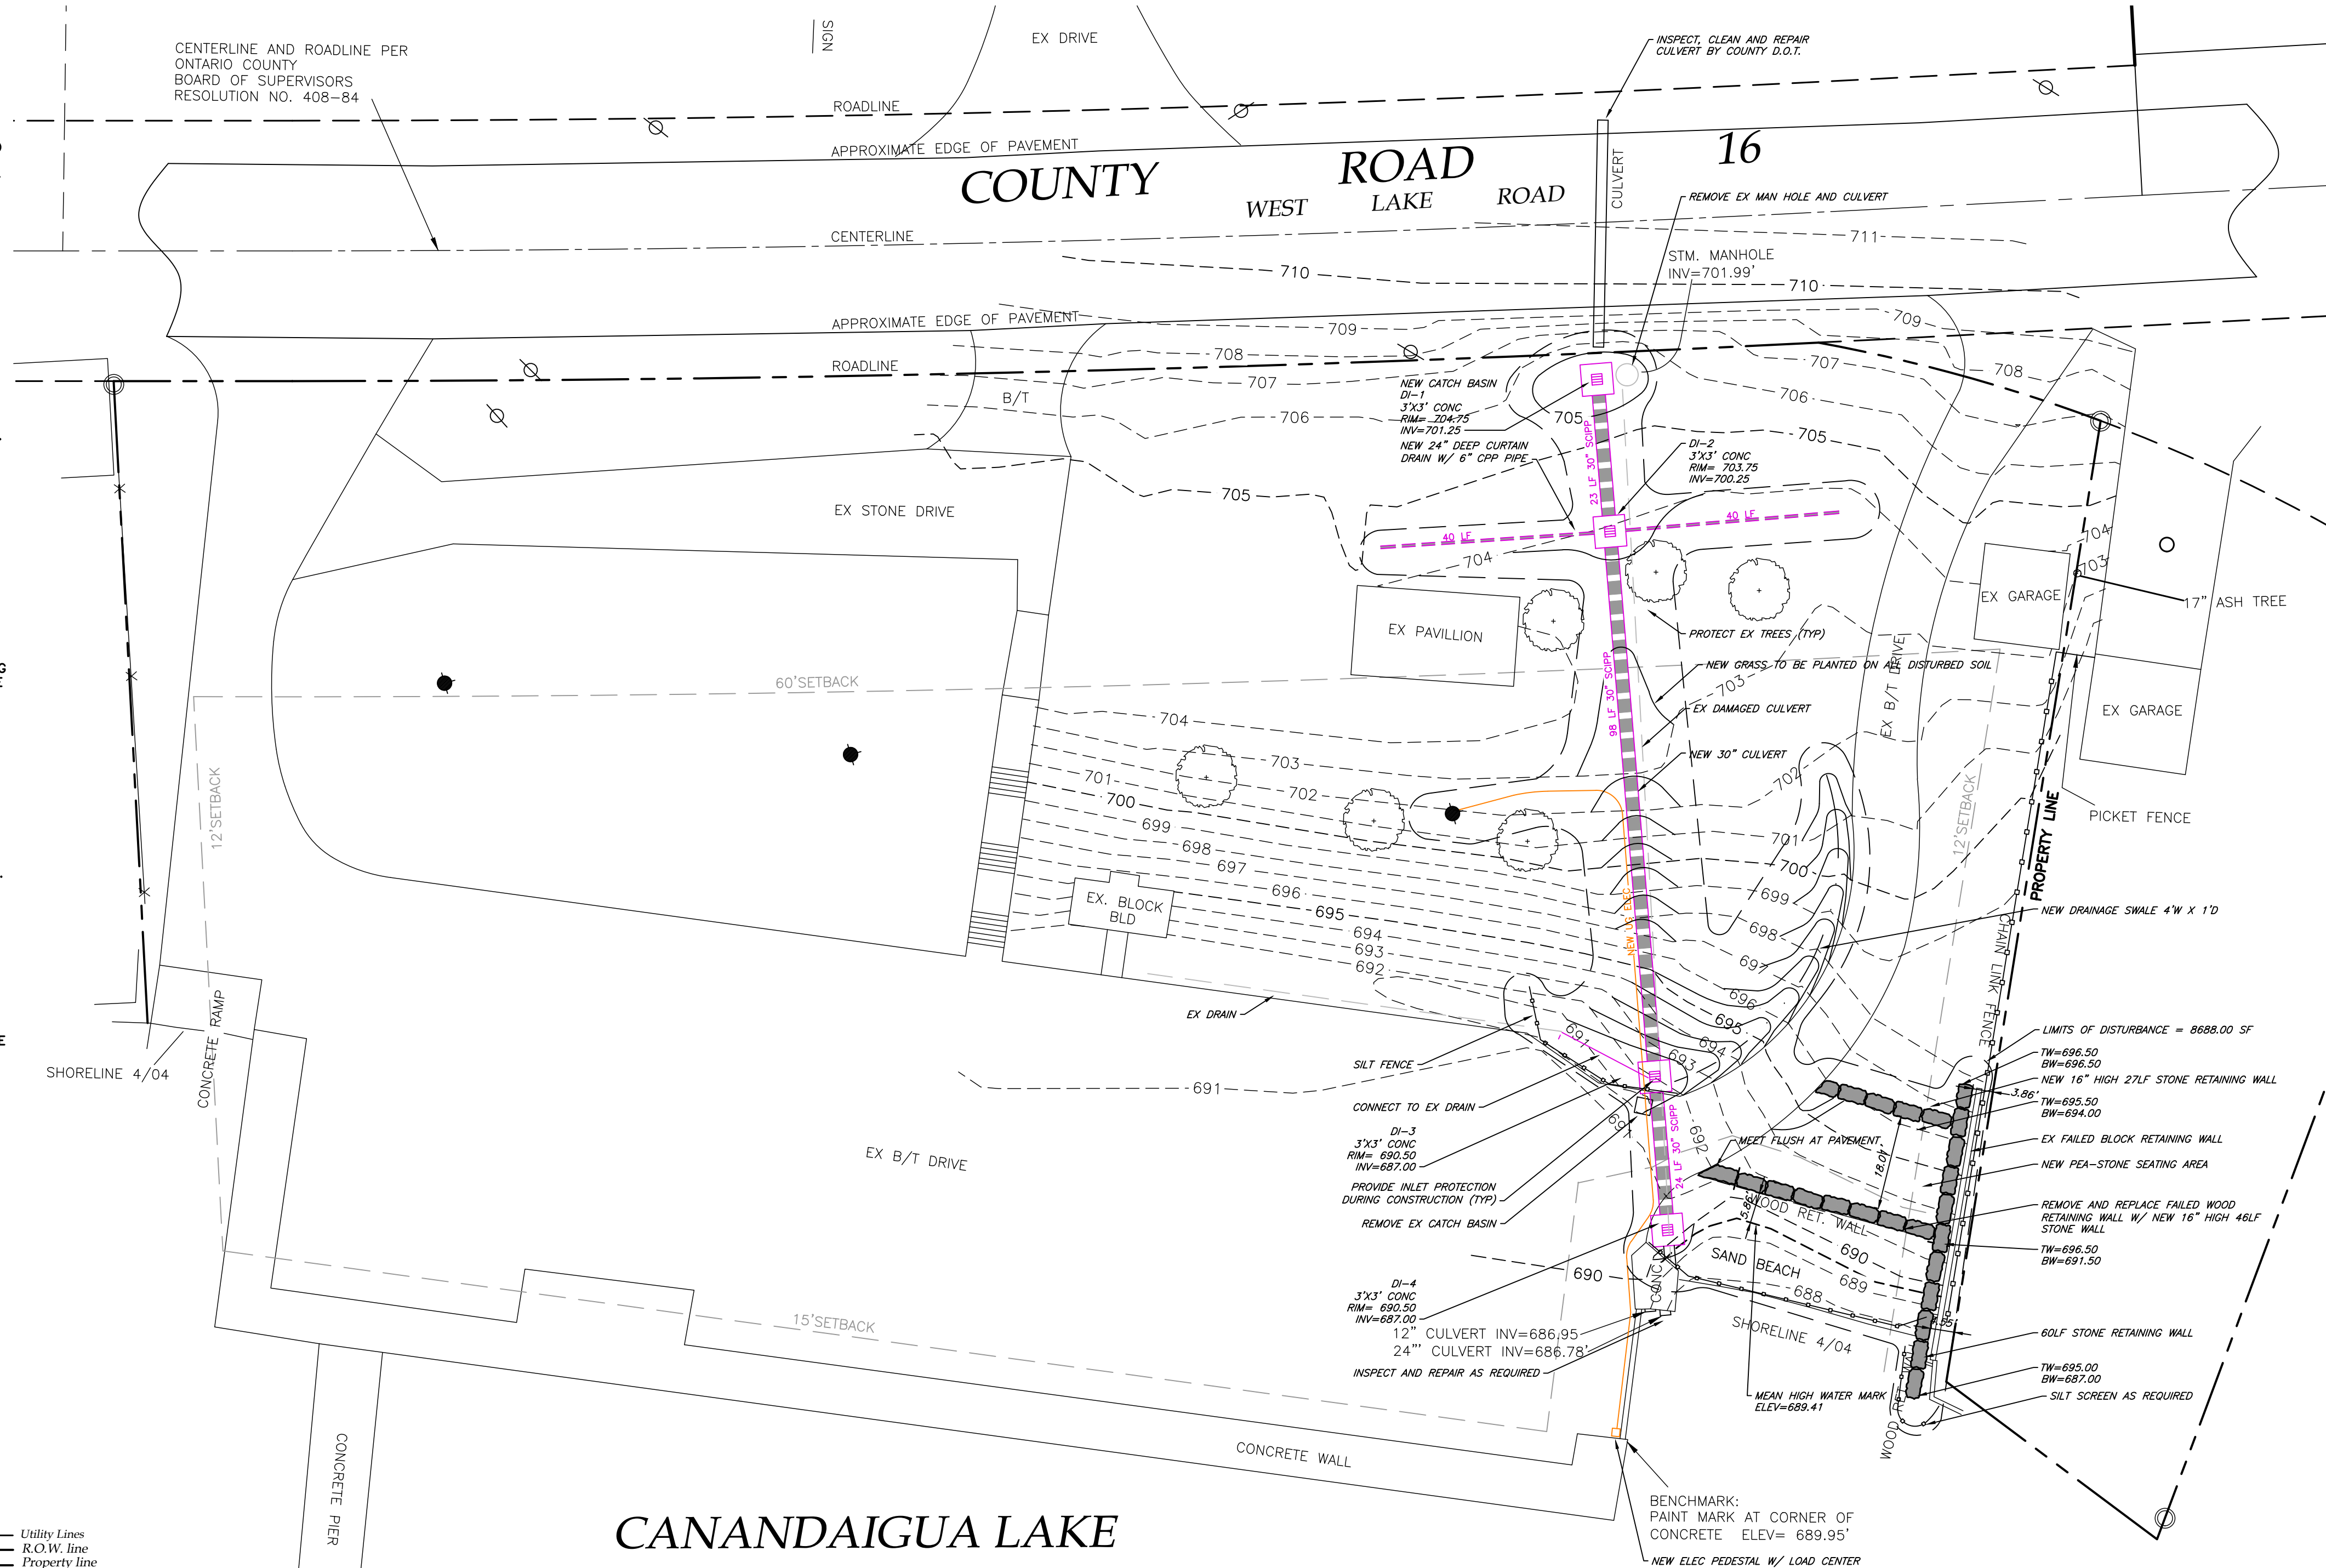 CENTERLINE AND ROADLINE PER
ONTARIO COUNTY
BOARD OF SUPERVISORS
RESOLUTION NO. 408-84
SIGN
EX DRIVE
INSPECT, CLEAN AND REPAIR
CULVERT BY COUNTY D.O.T.
ROADLINE
APPROXIMATE EDGE OF PAVEMENT
COUNTY ROAD 16
WEST LAKE ROAD
CULVERT
REMOVE EX MAN HOLE AND CULVERT
CENTERLINE
711
STM. MANHOLE
INV=701.99'
710
710
APPROXIMATE EDGE OF PAVEMENT
709
709
708
708
ROADLINE
707
707
706
706
B/T
NEW CATCH BASIN
DI-1
3'X3' CONC
RIM= 704.75
INV=701.25
705
705
705
NEW 24" DEEP CURTAIN
DRAIN W/ 6" CPP PIPE
23 LF 30" SCIPP
DI-2
3'X3' CONC
RIM= 703.75
INV=700.25
EX STONE DRIVE
40 LF
40 LF
704
704
703
EX GARAGE
17" ASH TREE
EX PAVILLION
PROTECT EX TREES (TYP)
NEW GRASS TO BE PLANTED ON ALL DISTURBED SOIL
60'SETBACK
98 LF 30" SCIPP
703
EX DAMAGED CULVERT
EX B/T DRIVE
EX GARAGE
704
703
NEW 30" CULVERT
702
702
701
701
700
700
699
699
698
698
697
697
696
696
695
695
694
694
693
693
692
692
12'SETBACK
12'SETBACK
PROPERTY LINE
PICKET FENCE
EX. BLOCK
BLD
NEW UG ELEC
NEW DRAINAGE SWALE 4'W X 1'D
CHAIN LINK FENCE
EX DRAIN
CONCRETE RAMP
SHORELINE 4/04
691
691
691
SILT FENCE
CONNECT TO EX DRAIN
DI-3
3'X3' CONC
RIM= 690.50
INV=687.00
PROVIDE INLET PROTECTION
DURING CONSTRUCTION (TYP)
REMOVE EX CATCH BASIN
24 LF 30" SCIPP
LIMITS OF DISTURBANCE = 8688.00 SF
TW=696.50
BW=696.50
NEW 16" HIGH 27LF STONE RETAINING WALL
3.86'
TW=695.50
BW=694.00
EX FAILED BLOCK RETAINING WALL
MEET FLUSH AT PAVEMENT
18.01'
NEW PEA-STONE SEATING AREA
5.86'
WOOD RET. WALL
REMOVE AND REPLACE FAILED WOOD
RETAINING WALL W/ NEW 16" HIGH 46LF
STONE WALL
TW=696.50
BW=691.50
EX B/T DRIVE
690
690
689
688
SAND BEACH
CONC
DI-4
3'X3' CONC
RIM= 690.50
INV=687.00
12" CULVERT INV=686.95
24"' CULVERT INV=686.78'
INSPECT AND REPAIR AS REQUIRED
SHORELINE 4/04
60LF STONE RETAINING WALL
TW=695.00
BW=687.00
SILT SCREEN AS REQUIRED
MEAN HIGH WATER MARK
ELEV=689.41
15'SETBACK
CONCRETE WALL
CONCRETE PIER
CANANDAIGUA LAKE
BENCHMARK:
PAINT MARK AT CORNER OF
CONCRETE ELEV= 689.95'
NEW ELEC PEDESTAL W/ LOAD CENTER
Utility Lines
R.O.W. line
Property line